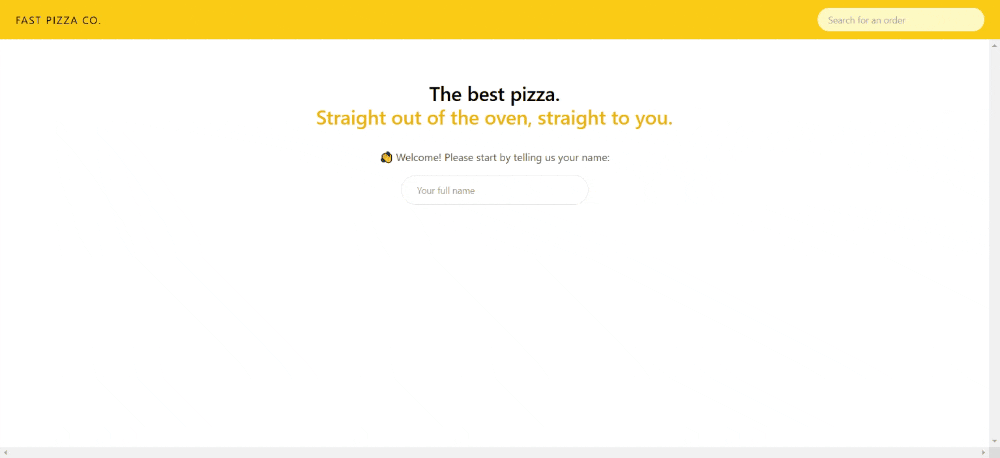 FAST PIZZA CO.
Search for an order
The best pizza.
Straight out of the oven, straight to you.
👋 Welcome! Please start by telling us your name:
Your full name